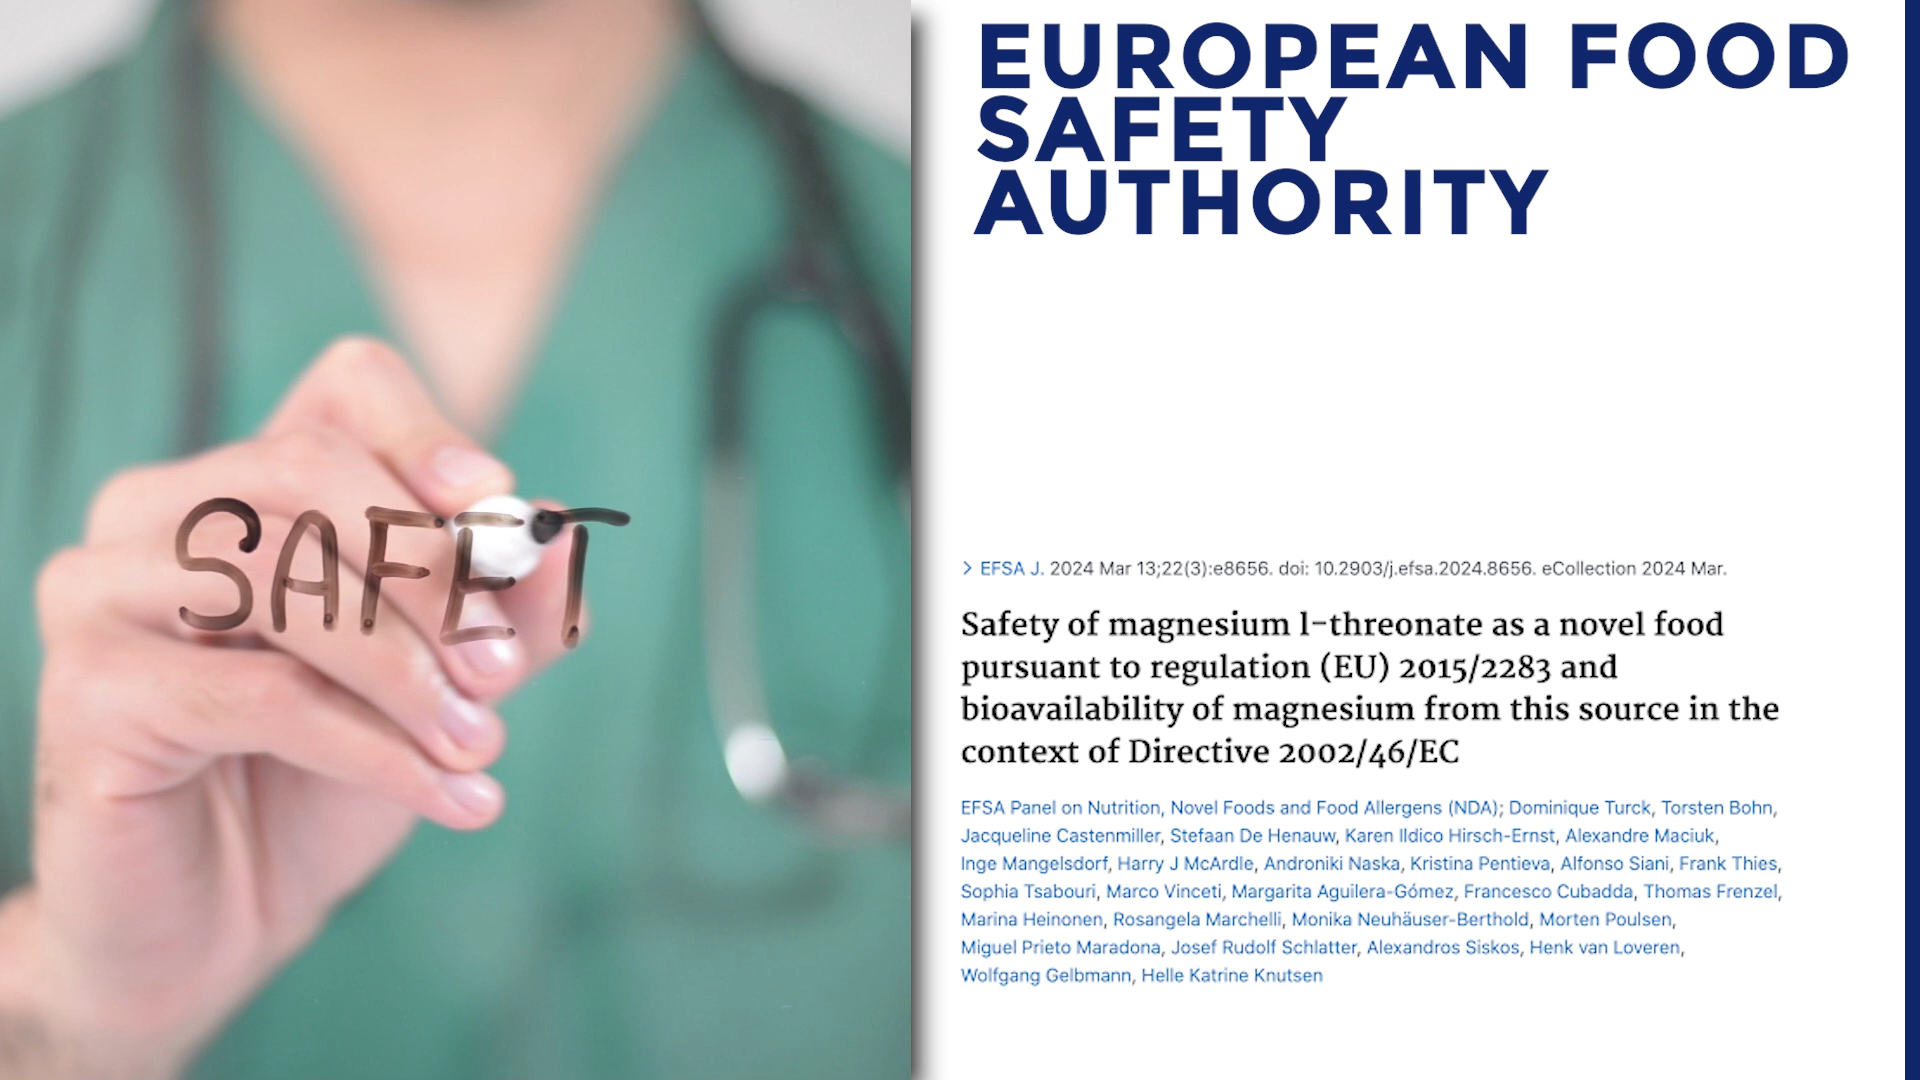 SAFET
EUROPEAN FOOD
SAFETY
AUTHORITY
> EFSA J. 2024 Mar 13;22(3):e8656. doi: 10.2903/j.efsa.2024.8656. eCollection 2024 Mar.
Safety of magnesium l-threonate as a novel food
pursuant to regulation (EU) 2015/2283 and
bioavailability of magnesium from this source in the
context of Directive 2002/46/EC
EFSA Panel on Nutrition, Novel Foods and Food Allergens (NDA); Dominique Turck, Torsten Bohn,
Jacqueline Castenmiller, Stefaan De Henauw, Karen Ildico Hirsch-Ernst, Alexandre Maciuk,
Inge Mangelsdorf, Harry J McArdle, Androniki Naska, Kristina Pentieva, Alfonso Siani, Frank Thies,
Sophia Tsabouri, Marco Vinceti, Margarita Aguilera-Gómez, Francesco Cubadda, Thomas Frenzel,
Marina Heinonen, Rosangela Marchelli, Monika Neuhäuser-Berthold, Morten Poulsen,
Miguel Prieto Maradona, Josef Rudolf Schlatter, Alexandros Siskos, Henk van Loveren,
Wolfgang Gelbmann, Helle Katrine Knutsen